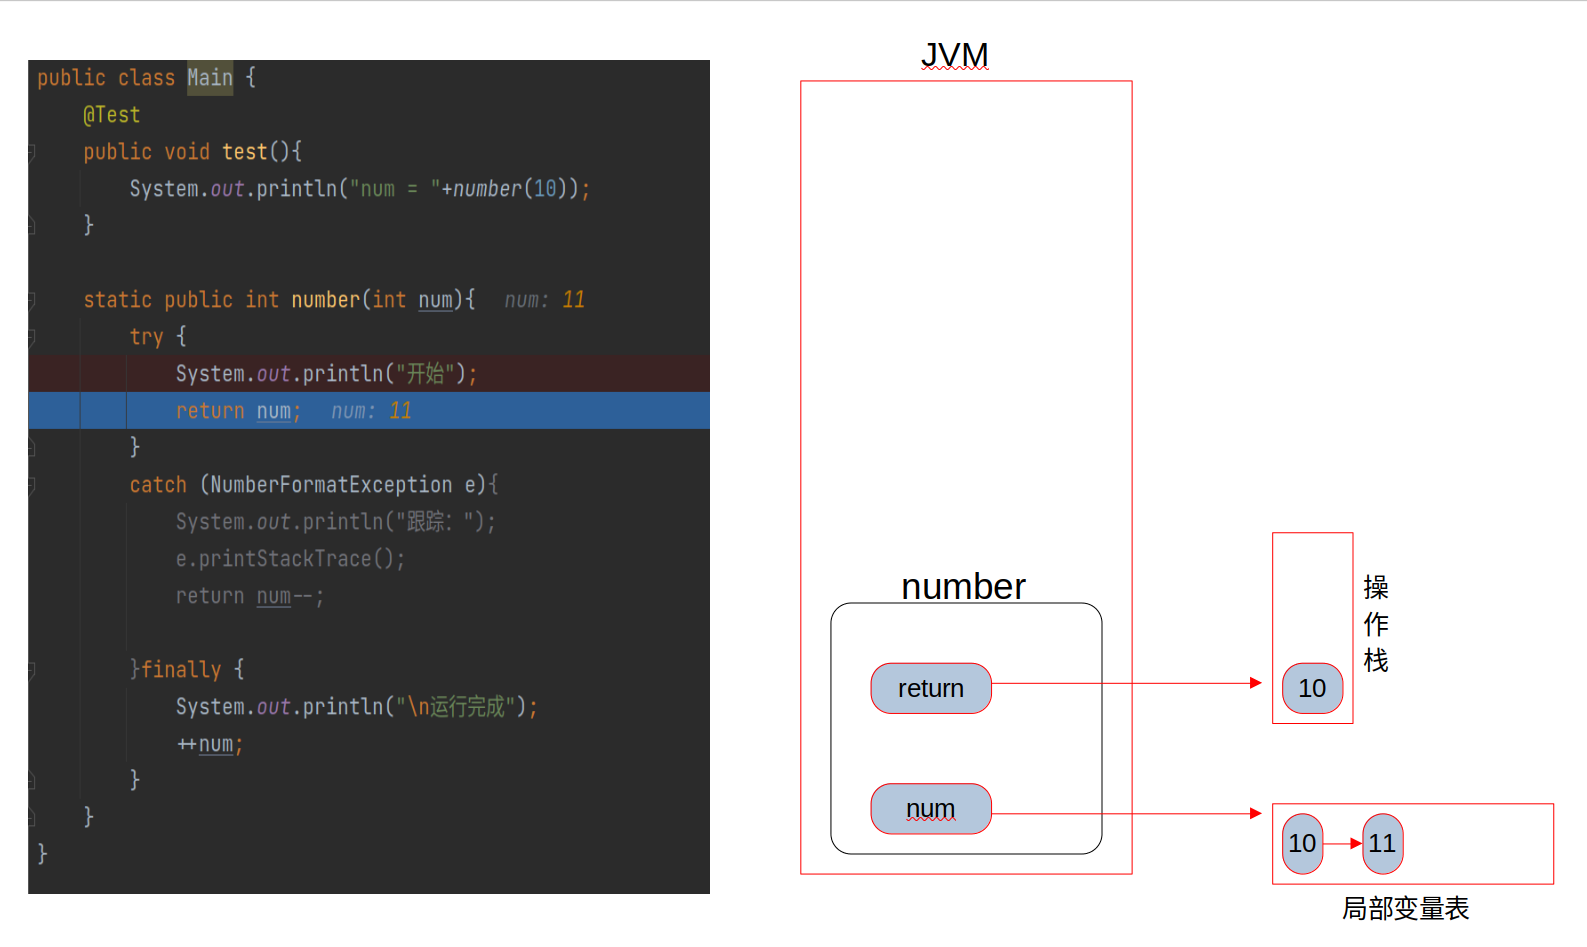 public class Main {
@Test
public void test(){
System.out.println("num = "+number(10));
}
static public int number(int num){ num: 11
try {
System.out.println("开始");
return num; num: 11
}
catch (NumberFormatException e){
System.out.println("跟踪：");
e.printStackTrace();
return num--;
}finally {
System.out.println("\n运行完成");
++num;
}
}
}
JVM
number
return
num
10
操
作
栈
10
11
局部变量表